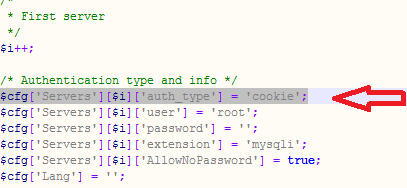 /*
* First server
*/
$i++;
/* Authentication type and info */
$cfg['Servers'][$i]['auth_type'] = 'cookie';
$cfg['Servers'][$i]['user'] = 'root';
$cfg['Servers'][$i]['password'] = '';
$cfg['Servers'][$i]['extension'] = 'mysqli';
$cfg['Servers'][$i]['AllowNoPassword'] = true;
$cfg['Lang'] = '';